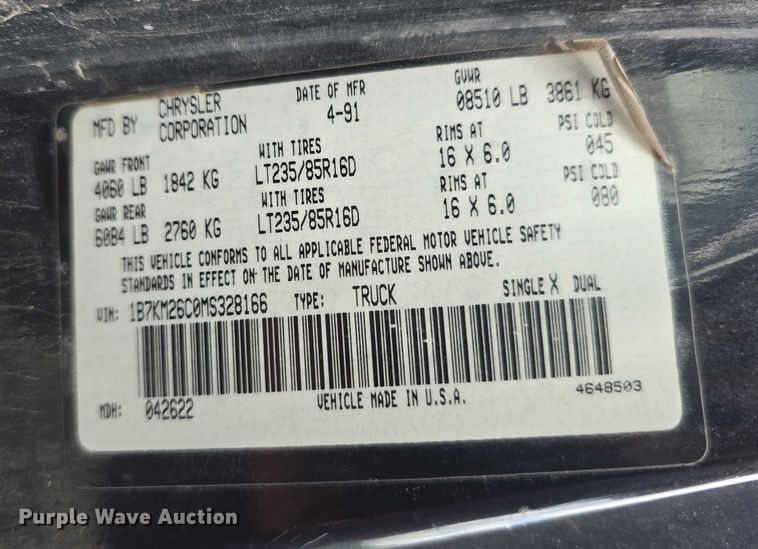 MFD BY CHRYSLER CORPORATION DATE OF MFR 4-91 GVWR 08510 LB 3861 KG
GAWR FRONT WITH TIRES RIMS AT PSI COLD
4060 LB 1842 KG LT235/85R16D 16 X 6.0 045
GAWR REAR WITH TIRES RIMS AT PSI COLD
6084 LB 2760 KG LT235/85R16D 16 X 6.0 080
THIS VEHICLE CONFORMS TO ALL APPLICABLE FEDERAL MOTOR VEHICLE SAFETY
STANDARDS IN EFFECT ON THE DATE OF MANUFACTURE SHOWN ABOVE.
VIN: 1B7KM26C0MS328166 TYPE: TRUCK SINGLE X DUAL
MDH: 042622 VEHICLE MADE IN U.S.A. 4648503
Purple Wave Auction